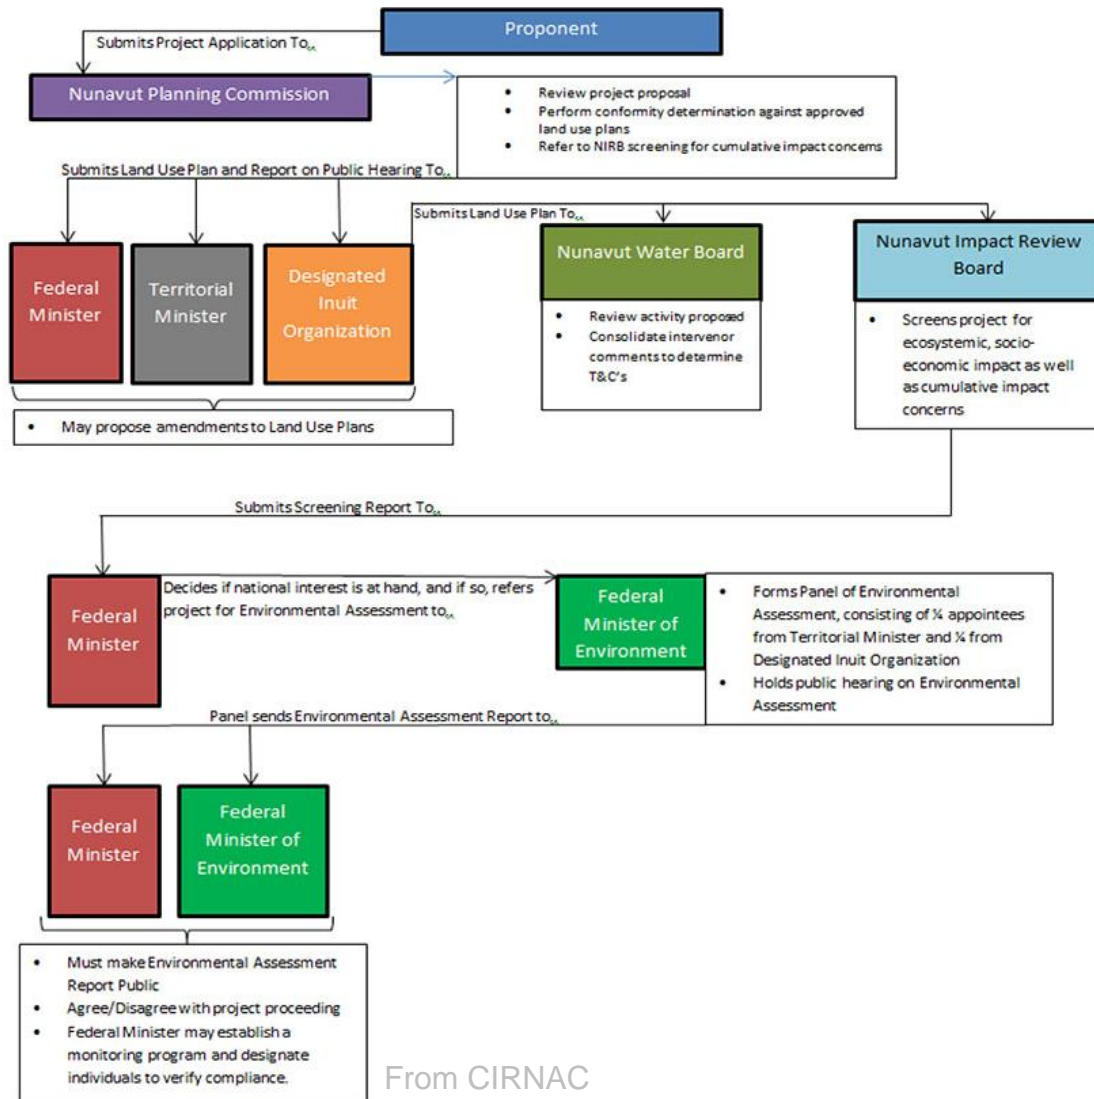 Proponent
Submits Project Application To
Nunavut Planning Commission
• Review project proposal
• Perform conformity determination against approved
land use plans
• Refer to NIRB screening for cumulative impact concerns
Submits Land Use Plan and Report on Public Hearing To
Submits Land Use Plan To
Federal
Minister
Territorial
Minister
Designated
Inuit
Organization
• May propose amendments to Land Use Plans
Nunavut Water Board
• Review activity proposed
• Consolidate intervenor
comments to determine
T&C's
Nunavut Impact Review
Board
• Screens project for
ecosystemic, socio-
economic impact as well
as cumulative impact
concerns
Submits Screening Report To
Federal
Minister
Decides if national interest is at hand, and if so, refers
project for Environmental Assessment to
Federal
Minister of
Environment
• Forms Panel of Environmental
Assessment, consisting of ¼ appointees
from Territorial Minister and ¼ from
Designated Inuit Organization
• Holds public hearing on Environmental
Assessment
Panel sends Environmental Assessment Report to
Federal
Minister
Federal
Minister of
Environment
• Must make Environmental Assessment
Report Public
• Agree/Disagree with project proceeding
• Federal Minister may establish a
monitoring program and designate
individuals to verify compliance.
From CIRNAC